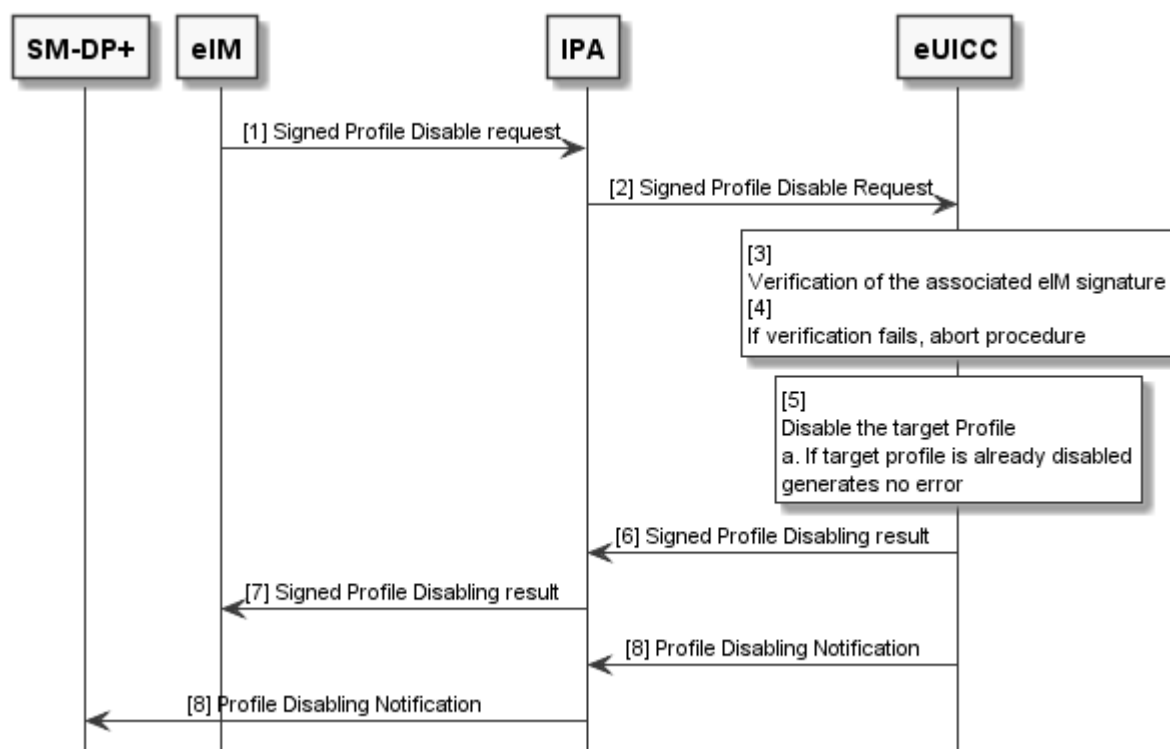 SM-DP+
eIM
IPA
eUICC
[1] Signed Profile Disable request
[2] Signed Profile Disable Request
[3]
Verification of the associated eIM signature
[4]
If verification fails, abort procedure
[5]
Disable the target Profile
a. If target profile is already disabled
generates no error
[6] Signed Profile Disabling result
[7] Signed Profile Disabling result
[8] Profile Disabling Notification
[8] Profile Disabling Notification